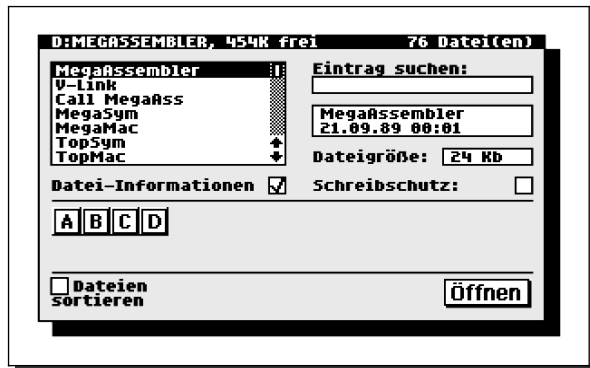 D:MEGASSEMBLER, 454K frei 76 Datei(en)
MegaAssembler
V-Link
Call MegaAss
MegaSym
MegaMac
TopSym
TopMac
Eintrag suchen:
MegaAssembler
21.09.89 00:01
Dateigröße: 24 Kb
Datei-Informationen
Schreibschutz:
A B C D
Dateien
sortieren
Öffnen